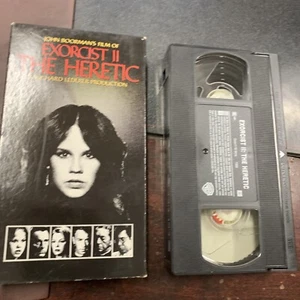 JOHN BOORMAN'S FILM OF
EXORCIST II
THE HERETIC
A RICHARD LEDERER PRODUCTION
EXORCIST II THE HERETIC